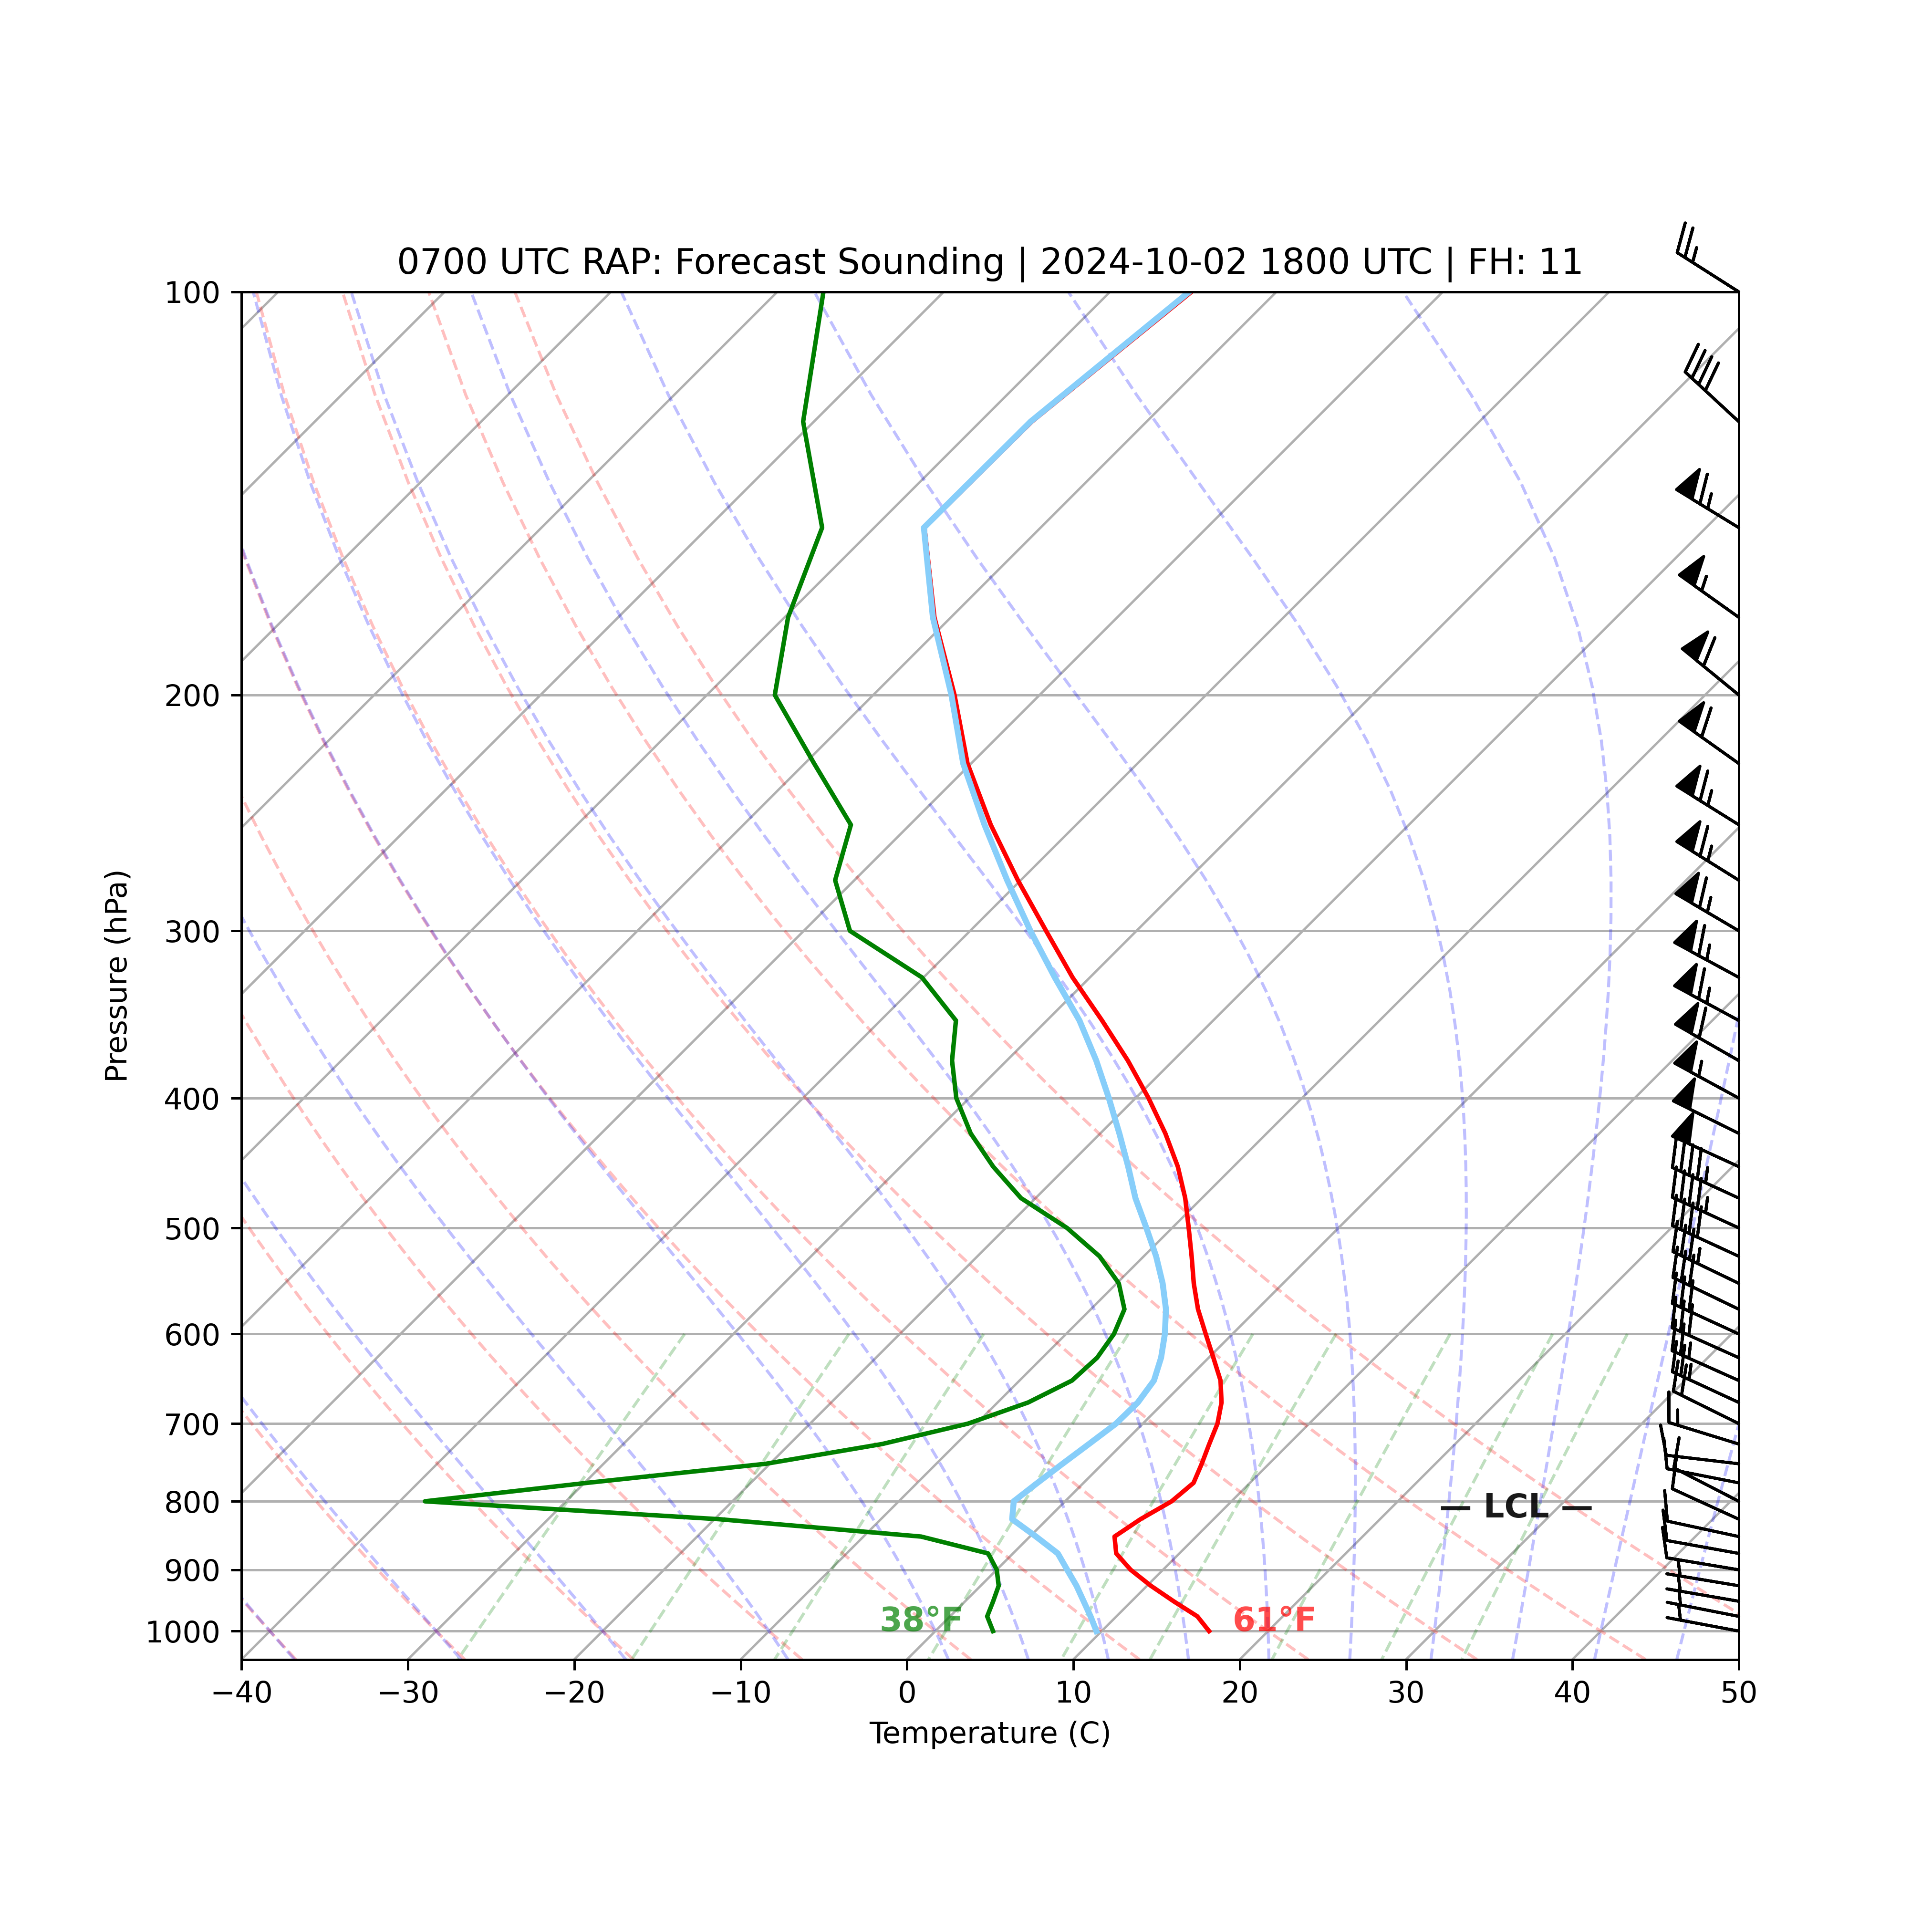 0700 UTC RAP: Forecast Sounding | 2024-10-02 1800 UTC | FH: 11
100
200
300
400
500
600
700
800
900
1000
Pressure (hPa)
— LCL —
38°F
61°F
−40 −30 −20 −10 0 10 20 30 40 50
Temperature (C)